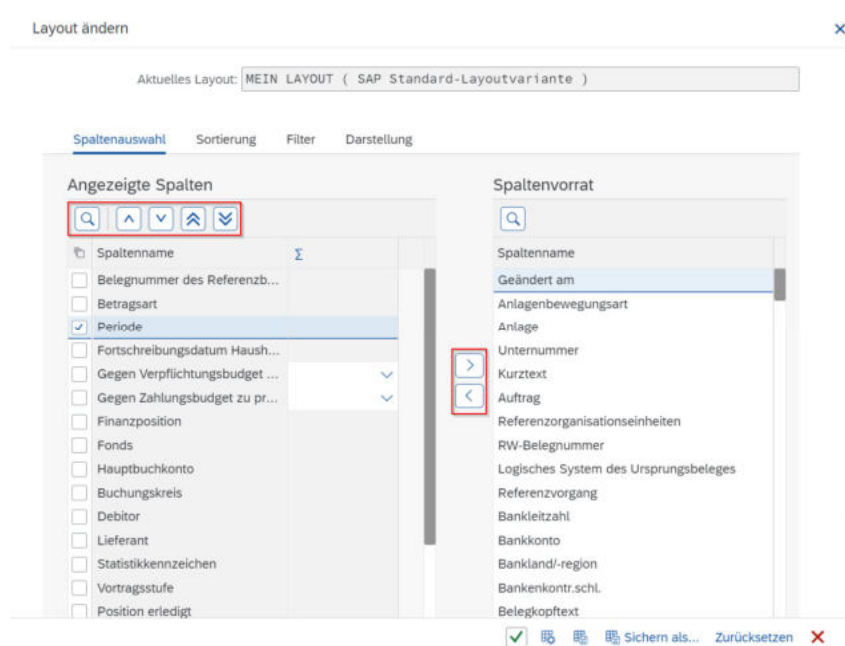 Layout ändern
Aktuelles Layout: MEIN LAYOUT ( SAP Standard-Layoutvariante )
Spaltenauswahl Sortierung Filter Darstellung
Angezeigte Spalten
Spaltenname Σ
Belegnummer des Referenzb...
Betragsart
Periode
Fortschreibungsdatum Haush...
Gegen Verpflichtungsbudget ...
Gegen Zahlungsbudget zu pr...
Finanzposition
Fonds
Hauptbuchkonto
Buchungskreis
Debitor
Lieferant
Statistikkennzeichen
Vortragsstufe
Position erledigt
Spaltenvorrat
Spaltenname
Geändert am
Anlagenbewegungsart
Anlage
Unternummer
Kurztext
Auftrag
Referenzorganisationseinheiten
RW-Belegnummer
Logisches System des Ursprungsbeleges
Referenzvorgang
Bankleitzahl
Bankkonto
Bankland/-region
Bankenkontr.schl.
Belegkopftext
Sichern als... Zurücksetzen